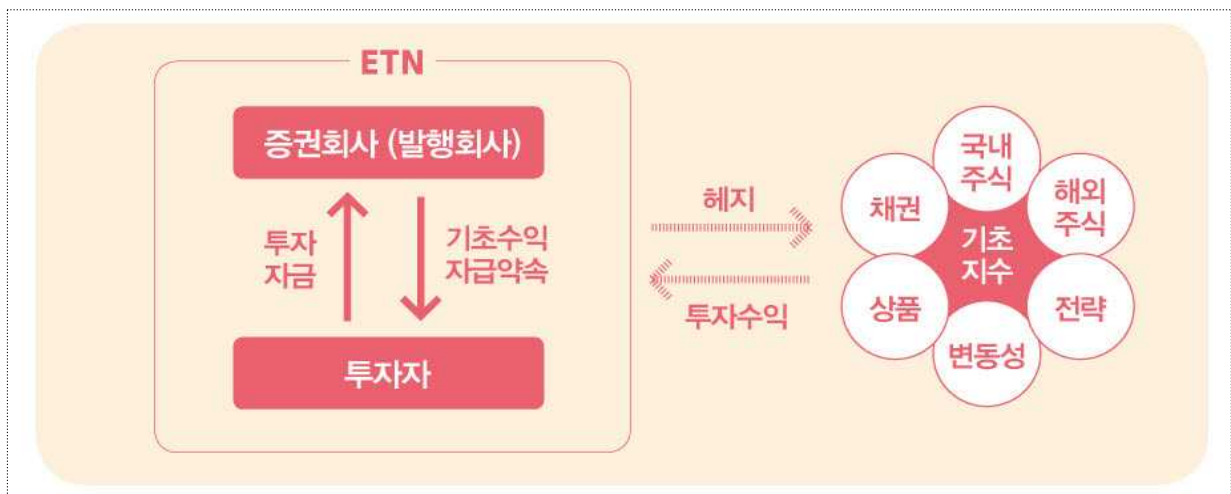 ETN
증권회사 (발행회사)
투자
자금
기초수익
자급약속
투자자
헤지
투자수익
국내
주식
해외
주식
채권
기초
지수
상품
전략
변동성